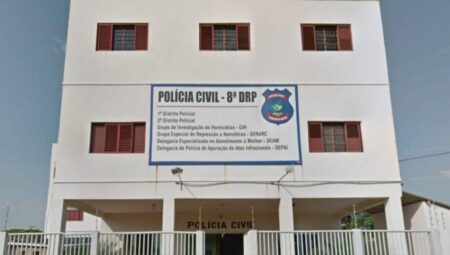 POLÍCIA CIVIL - 8ª DRP
1º Distrito Policial
2º Distrito Policial
Grupo de Investigação de Homicídios - GIH
Grupo Especial de Repressão a Narcóticos - GENARC
Delegacia Especializada no Atendimento a Mulher - DEAM
Delegacia de Polícia de Apuração de Atos Infracionais - DEPAI
POLÍCIA CIVIL